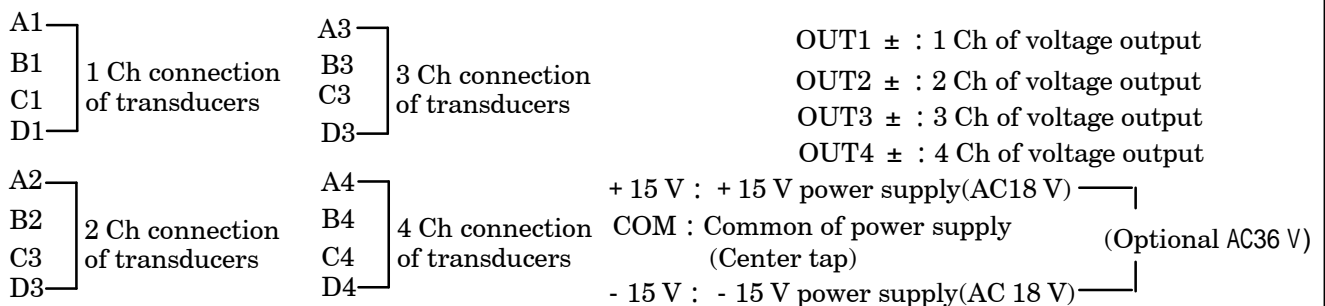 A1
B1
C1
D1
1 Ch connection
of transducers
A3
B3
C3
D3
3 Ch connection
of transducers
OUT1 ± : 1 Ch of voltage output
OUT2 ± : 2 Ch of voltage output
OUT3 ± : 3 Ch of voltage output
OUT4 ± : 4 Ch of voltage output
A2
B2
C3
D3
2 Ch connection
of transducers
A4
B4
C4
D4
4 Ch connection
of transducers
+ 15 V : + 15 V power supply(AC18 V)
COM : Common of power supply
(Center tap)
- 15 V : - 15 V power supply(AC 18 V)
(Optional AC36 V)